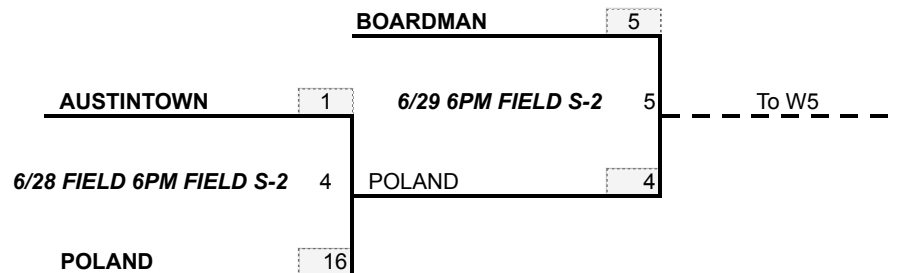 BOARDMAN 5
AUSTINTOWN 1 6/29 6PM FIELD S-2 5 To W5
6/28 FIELD 6PM FIELD S-2 4 POLAND 4
POLAND 16